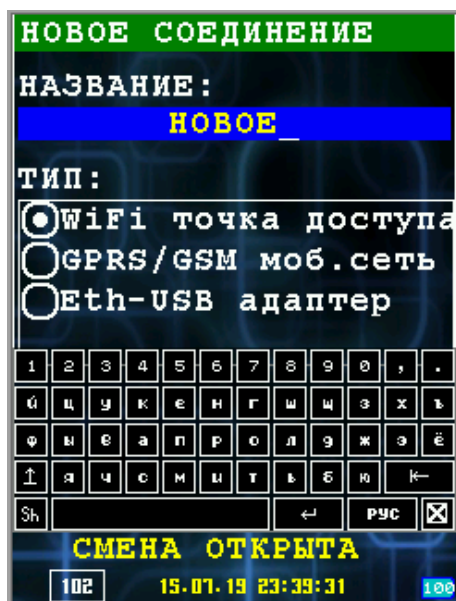 НОВОЕ СОЕДИНЕНИЕ
НАЗВАНИЕ:
НОВОЕ_
ТИП:
WiFi точка доступа
GPRS/GSM моб.сеть
Eth-USB адаптер
1 2 3 4 5 6 7 8 9 0 , .
й ц у к е н г ш щ з х ъ
ф ы в а п р о л д ж э ё
↑ я ч с м и т ь б ю ←
Sh ↵ РУС ☒
СМЕНА ОТКРЫТА
102 15.07.19 23:39:31 100